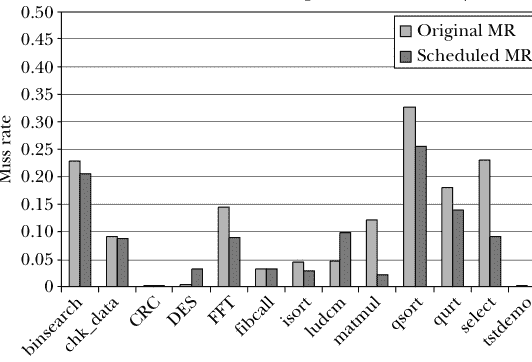 0.50
0.45
0.40
0.35
0.30
0.25
0.20
0.15
0.10
0.05
0
Miss rate
Original MR
Scheduled MR
binsearch
chk_data
CRC
DES
FFT
fibcall
isort
ludcm
matmul
qsort
qurt
select
tstdemo